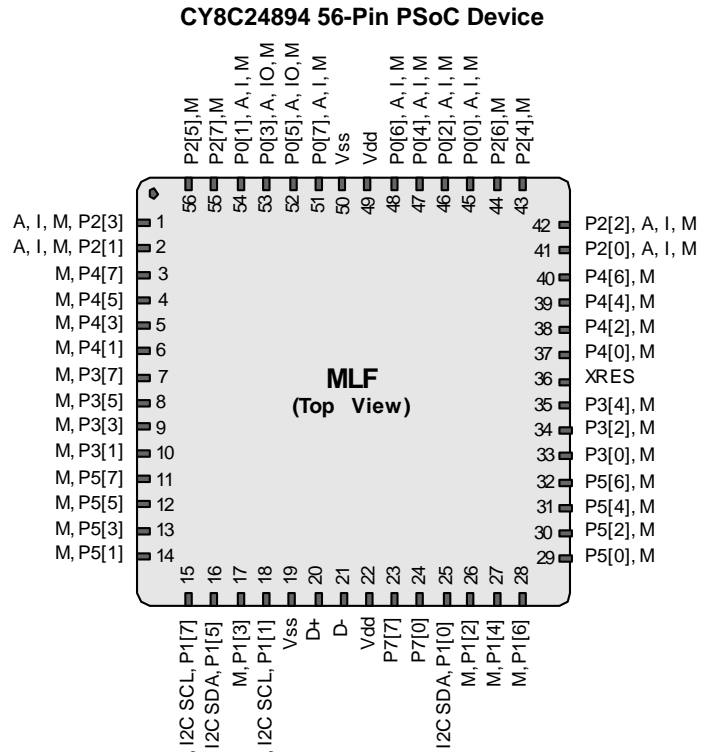 CY8C24894 56-Pin PSoC Device
P2[5],M
P2[7],M
P0[1], A, I, M
P0[3], A, IO, M
P0[5], A, IO, M
P0[7], A, I, M
Vss
Vdd
P0[6], A, I, M
P0[4], A, I, M
P0[2], A, I, M
P0[0], A, I, M
P2[6],M
P2[4],M
56
55
54
53
52
51
50
49
48
47
46
45
44
43
A, I, M, P2[3] 1
A, I, M, P2[1] 2
M, P4[7] 3
M, P4[5] 4
M, P4[3] 5
M, P4[1] 6
M, P3[7] 7
M, P3[5] 8
M, P3[3] 9
M, P3[1] 10
M, P5[7] 11
M, P5[5] 12
M, P5[3] 13
M, P5[1] 14
MLF
(Top View)
42 P2[2], A, I, M
41 P2[0], A, I, M
40 P4[6], M
39 P4[4], M
38 P4[2], M
37 P4[0], M
36 XRES
35 P3[4], M
34 P3[2], M
33 P3[0], M
32 P5[6], M
31 P5[4], M
30 P5[2], M
29 P5[0], M
15
16
17
18
19
20
21
22
23
24
25
26
27
28
I2C SCL, P1[7]
I2C SDA, P1[5]
M, P1[3]
I2C SCL, P1[1]
Vss
D+
D-
Vdd
P7[7]
P7[0]
I2C SDA, P1[0]
M, P1[2]
M, P1[4]
M, P1[6]